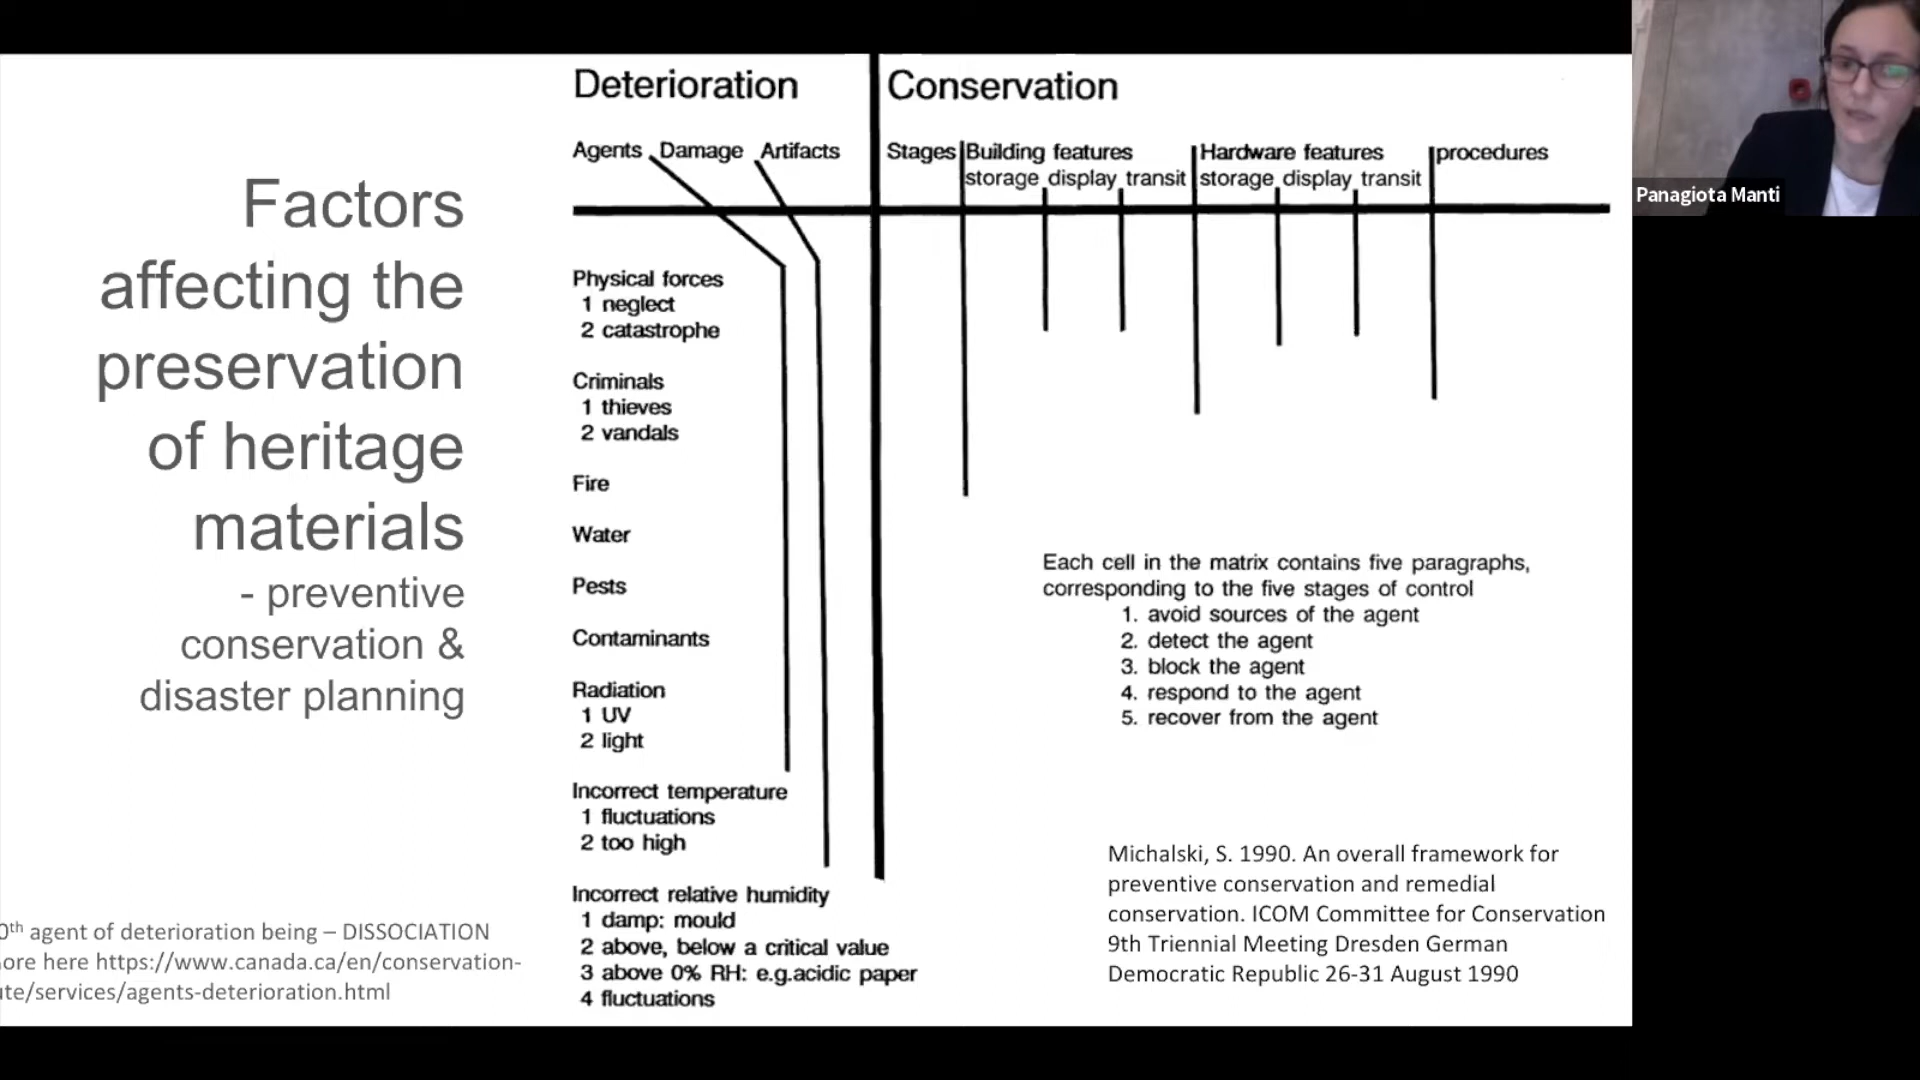 Factors
affecting the
preservation
of heritage
materials
- preventive
conservation &
disaster planning
0th agent of deterioration being – DISSOCIATION
ore here https://www.canada.ca/en/conservation-
te/services/agents-deterioration.html
Deterioration
Conservation
Agents Damage Artifacts
Stages Building features Hardware features procedures
storage display transit storage display transit
Physical forces
1 neglect
2 catastrophe
Criminals
1 thieves
2 vandals
Fire
Water
Pests
Contaminants
Radiation
1 UV
2 light
Incorrect temperature
1 fluctuations
2 too high
Incorrect relative humidity
1 damp: mould
2 above, below a critical value
3 above 0% RH: e.g.acidic paper
4 fluctuations
Each cell in the matrix contains five paragraphs,
corresponding to the five stages of control
1. avoid sources of the agent
2. detect the agent
3. block the agent
4. respond to the agent
5. recover from the agent
Michalski, S. 1990. An overall framework for
preventive conservation and remedial
conservation. ICOM Committee for Conservation
9th Triennial Meeting Dresden German
Democratic Republic 26-31 August 1990
Panagiota Manti